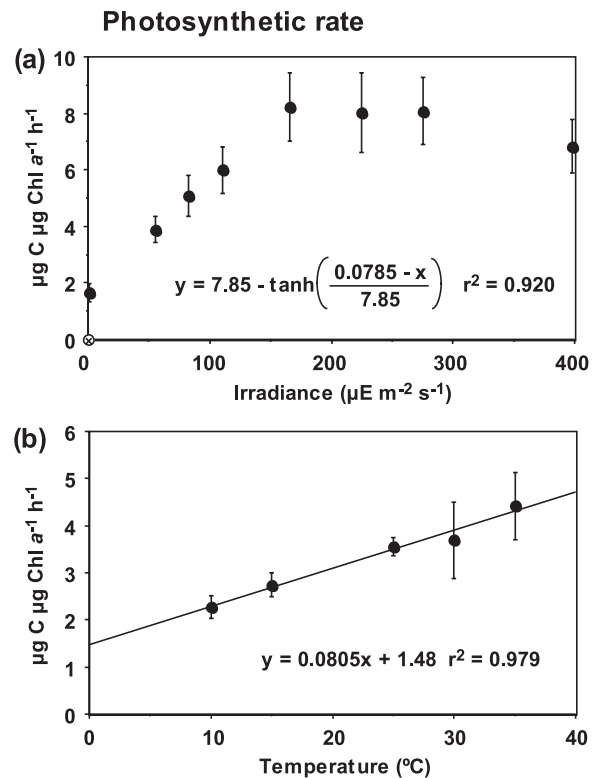 Photosynthetic rate
(a)
µg C µg Chl a⁻¹ h⁻¹
10
8
6
4
2
0
y = 7.85 - tanh(0.0785 - x / 7.85) r² = 0.920
0 100 200 300 400
Irradiance (µE m⁻² s⁻¹)
(b)
µg C µg Chl a⁻¹ h⁻¹
6
5
4
3
2
1
0
y = 0.0805x + 1.48 r² = 0.979
0 10 20 30 40
Temperature (ºC)